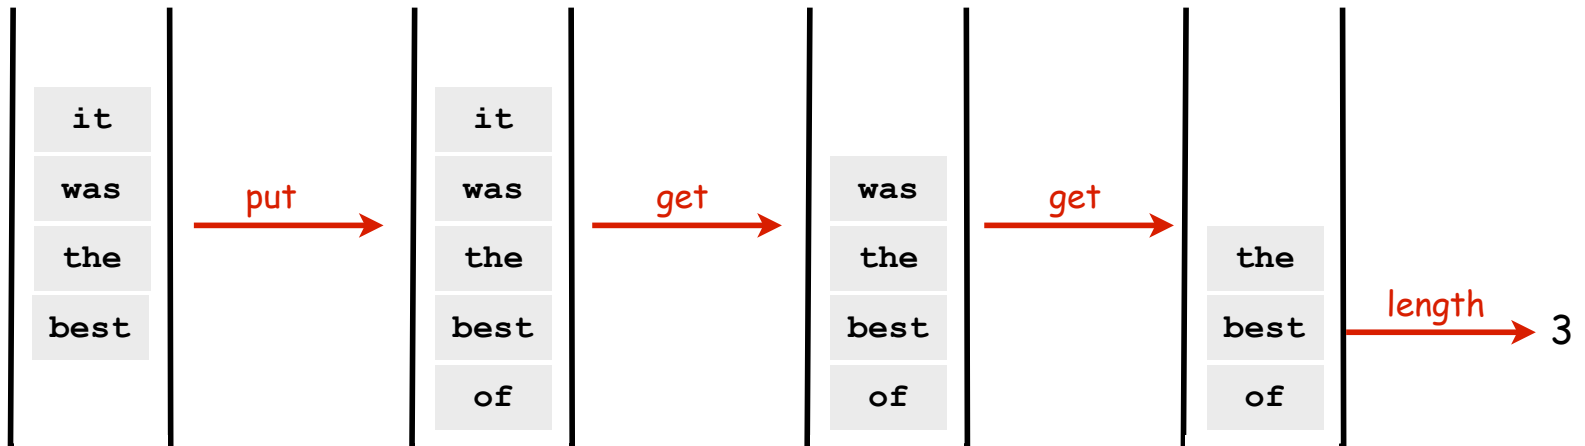 it
was
the
best
put
it
was
the
best
of
get
was
the
best
of
get
the
best
of
length
3